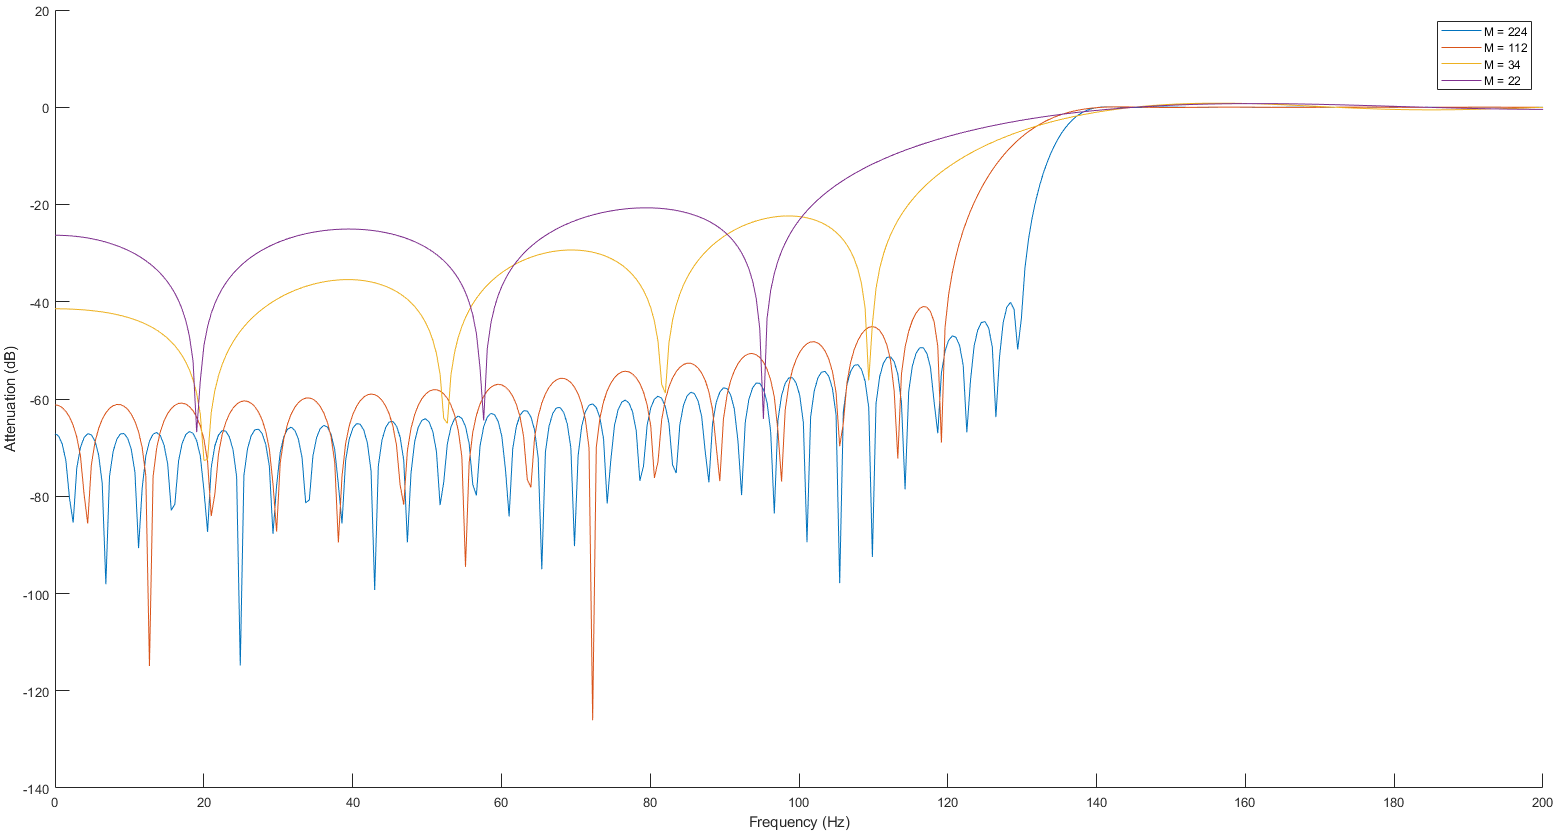 20
0
-20
-40
-60
-80
-100
-120
-140
Attenuation (dB)
M = 224
M = 112
M = 34
M = 22
0 20 40 60 80 100 120 140 160 180 200
Frequency (Hz)